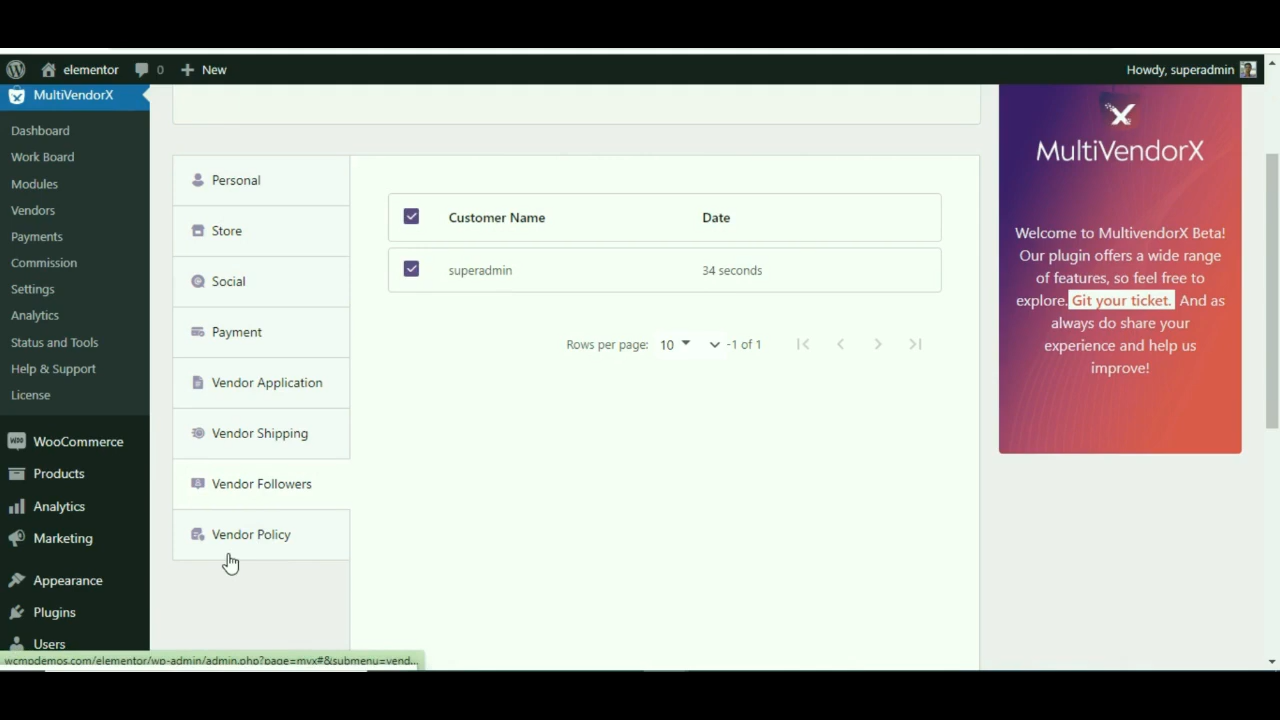 elementor
0
New
Howdy, superadmin
MultiVendorX
Dashboard
Work Board
Modules
Vendors
Payments
Commission
Settings
Analytics
Status and Tools
Help & Support
License
WooCommerce
Products
Analytics
Marketing
Appearance
Plugins
Users
Personal
Store
Social
Payment
Vendor Application
Vendor Shipping
Vendor Followers
Vendor Policy
Customer Name Date
superadmin 34 seconds
Rows per page: 10 -1 of 1
MultiVendorX
Welcome to MultivendorX Beta!
Our plugin offers a wide range
of features, so feel free to
explore. Git your ticket. And as
always do share your
experience and help us
improve!
wcmpdemos.com/elementor/wp-admin/admin.php?page=mvx#&submenu=vend...